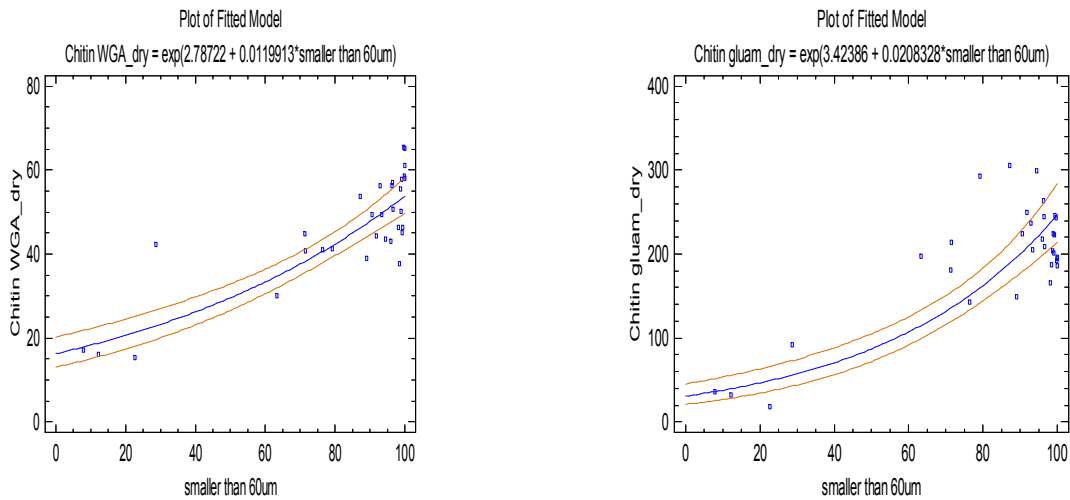 Plot of Fitted Model
Chitin WGA_dry = exp(2.78722 + 0.0119913*smaller than 60um)
80
60
40
20
0
Chitin WGA_dry
0 20 40 60 80 100
smaller than 60um
Plot of Fitted Model
Chitin gluam_dry = exp(3.42386 + 0.0208328*smaller than 60um)
400
300
200
100
0
Chitin gluam_dry
0 20 40 60 80 100
smaller than 60um